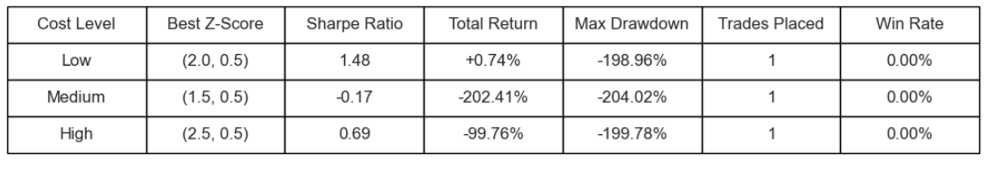 Cost Level Best Z-Score Sharpe Ratio Total Return Max Drawdown Trades Placed Win Rate
Low (2.0, 0.5) 1.48 +0.74% -198.96% 1 0.00%
Medium (1.5, 0.5) -0.17 -202.41% -204.02% 1 0.00%
High (2.5, 0.5) 0.69 -99.76% -199.78% 1 0.00%